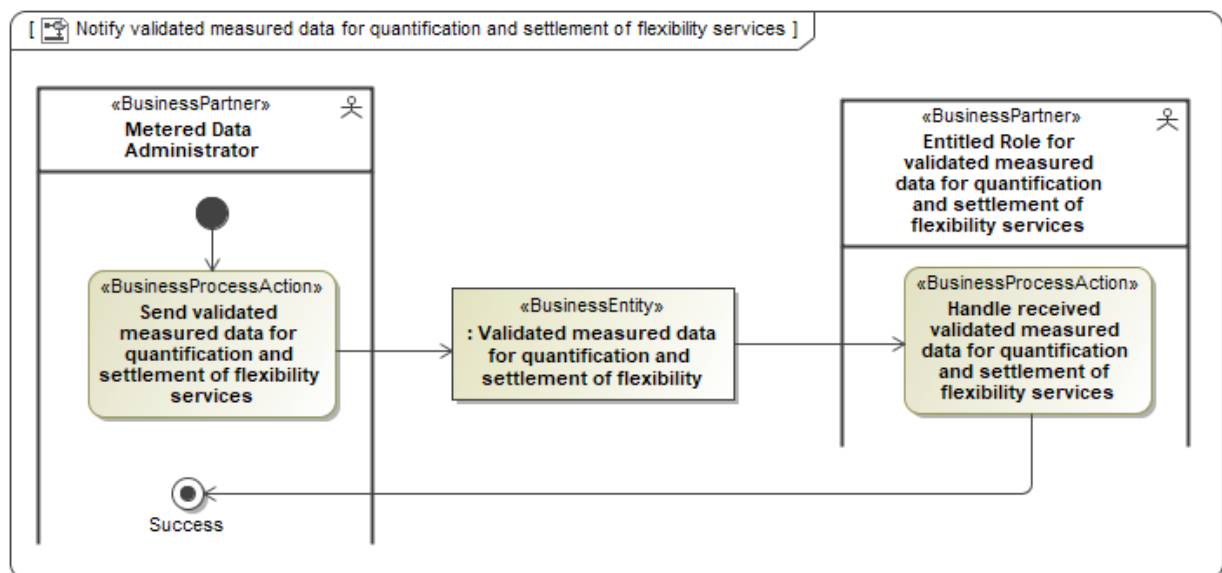 [ Notify validated measured data for quantification and settlement of flexibility services ]
«BusinessPartner»
Metered Data
Administrator
«BusinessPartner»
Entitled Role for
validated measured
data for quantification
and settlement of
flexibility services
«BusinessProcessAction»
Send validated
measured data for
quantification and
settlement of flexibility
services
«BusinessEntity»
: Validated measured data
for quantification and
settlement of flexibility
«BusinessProcessAction»
Handle received
validated measured
data for quantification
and settlement of
flexibility services
Success